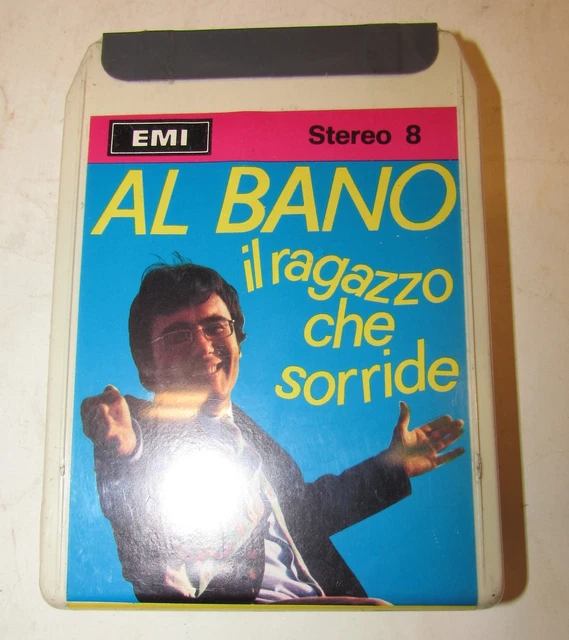 EMI
Stereo 8
AL BANO
il ragazzo
che
sorride